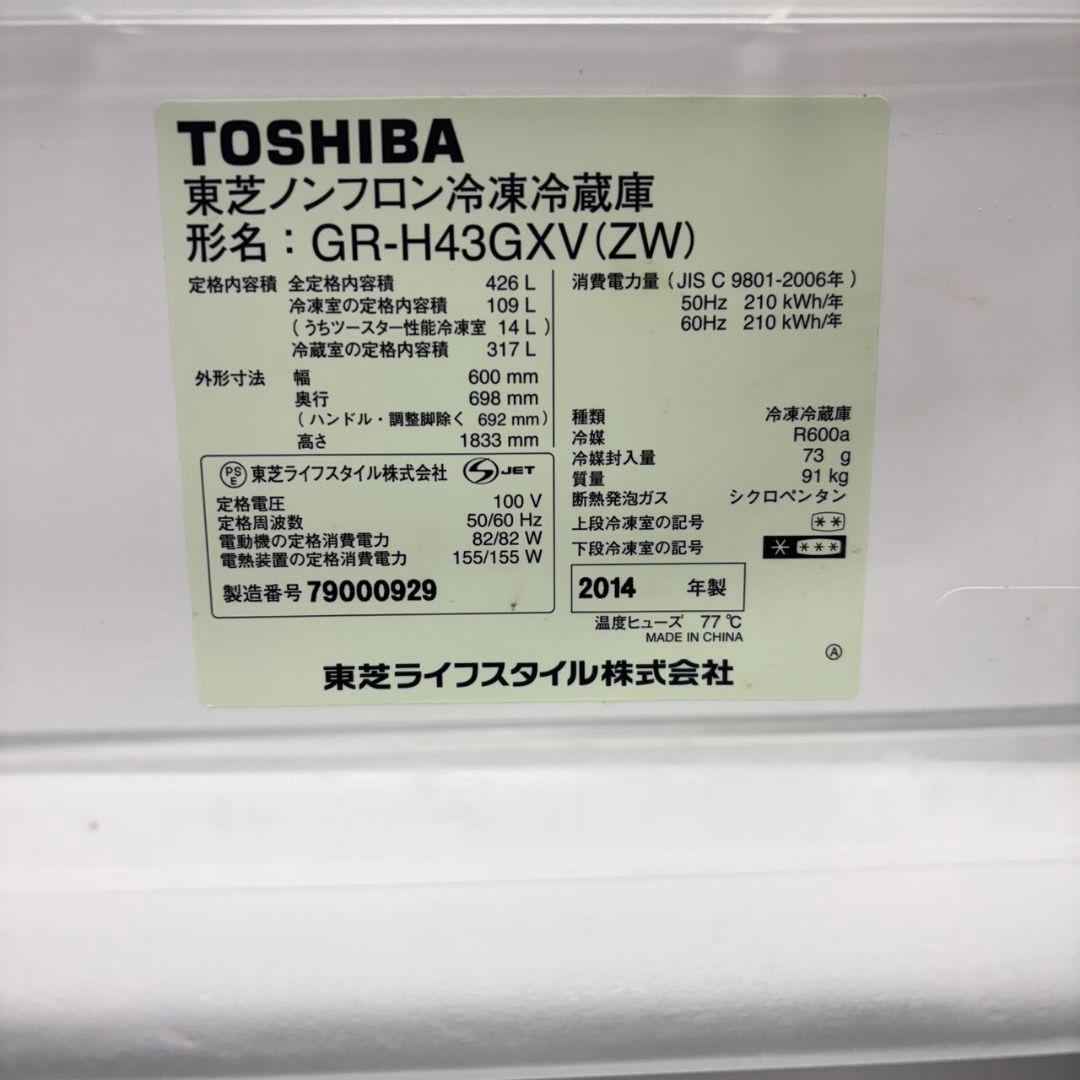 TOSHIBA
東芝ノンフロン冷凍冷蔵庫
形名：GR-H43GXV(ZW)
定格内容積 全定格内容積 426 L
冷凍室の定格内容積 109 L
(うちツースター性能冷凍室 14 L)
冷蔵室の定格内容積 317 L
外形寸法 幅 600 mm
奥行 698 mm
(ハンドル・調整脚除く 692 mm)
高さ 1833 mm
PSE 東芝ライフスタイル株式会社 S JET
定格電圧 100 V
定格周波数 50/60 Hz
電動機の定格消費電力 82/82 W
電熱装置の定格消費電力 155/155 W
製造番号 79000929
消費電力量 (JIS C 9801-2006年)
50Hz 210 kWh/年
60Hz 210 kWh/年
種類 冷凍冷蔵庫
冷媒 R600a
冷媒封入量 73 g
質量 91 kg
断熱発泡ガス シクロペンタン
上段冷凍室の記号 **
下段冷凍室の記号 * ***
2014 年製
温度ヒューズ 77℃
MADE IN CHINA
Ⓐ
東芝ライフスタイル株式会社